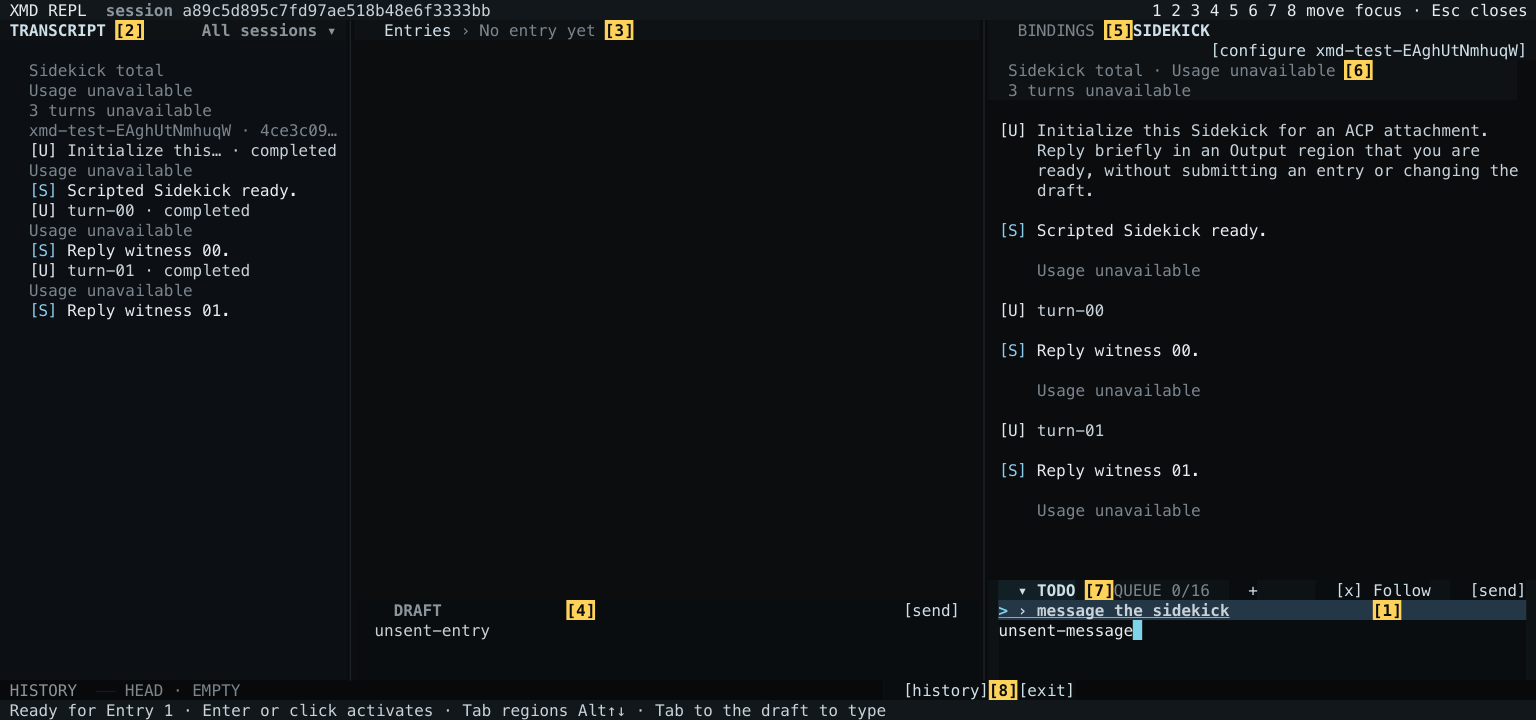 XMD REPL session a89c5d895c7fd97ae518b48e6f3333bb 1 2 3 4 5 6 7 8 move focus · Esc closes
TRANSCRIPT [2] All sessions ▾
Sidekick total
Usage unavailable
3 turns unavailable
xmd-test-EAghUtNmhuqW · 4ce3c09…
[U] Initialize this… · completed
Usage unavailable
[S] Scripted Sidekick ready.
[U] turn-00 · completed
Usage unavailable
[S] Reply witness 00.
[U] turn-01 · completed
Usage unavailable
[S] Reply witness 01.
Entries › No entry yet [3]
DRAFT [4] [send]
unsent-entry
BINDINGS [5]SIDEKICK
[configure xmd-test-EAghUtNmhuqW]
Sidekick total · Usage unavailable [6]
3 turns unavailable
[U] Initialize this Sidekick for an ACP attachment.
Reply briefly in an Output region that you are
ready, without submitting an entry or changing the
draft.
[S] Scripted Sidekick ready.
Usage unavailable
[U] turn-00
[S] Reply witness 00.
Usage unavailable
[U] turn-01
[S] Reply witness 01.
Usage unavailable
▾ TODO [7]QUEUE 0/16 + [x] Follow [send]
> › message the sidekick [1]
unsent-message
HISTORY —— HEAD · EMPTY [history][8][exit]
Ready for Entry 1 · Enter or click activates · Tab regions Alt↑↓ · Tab to the draft to type